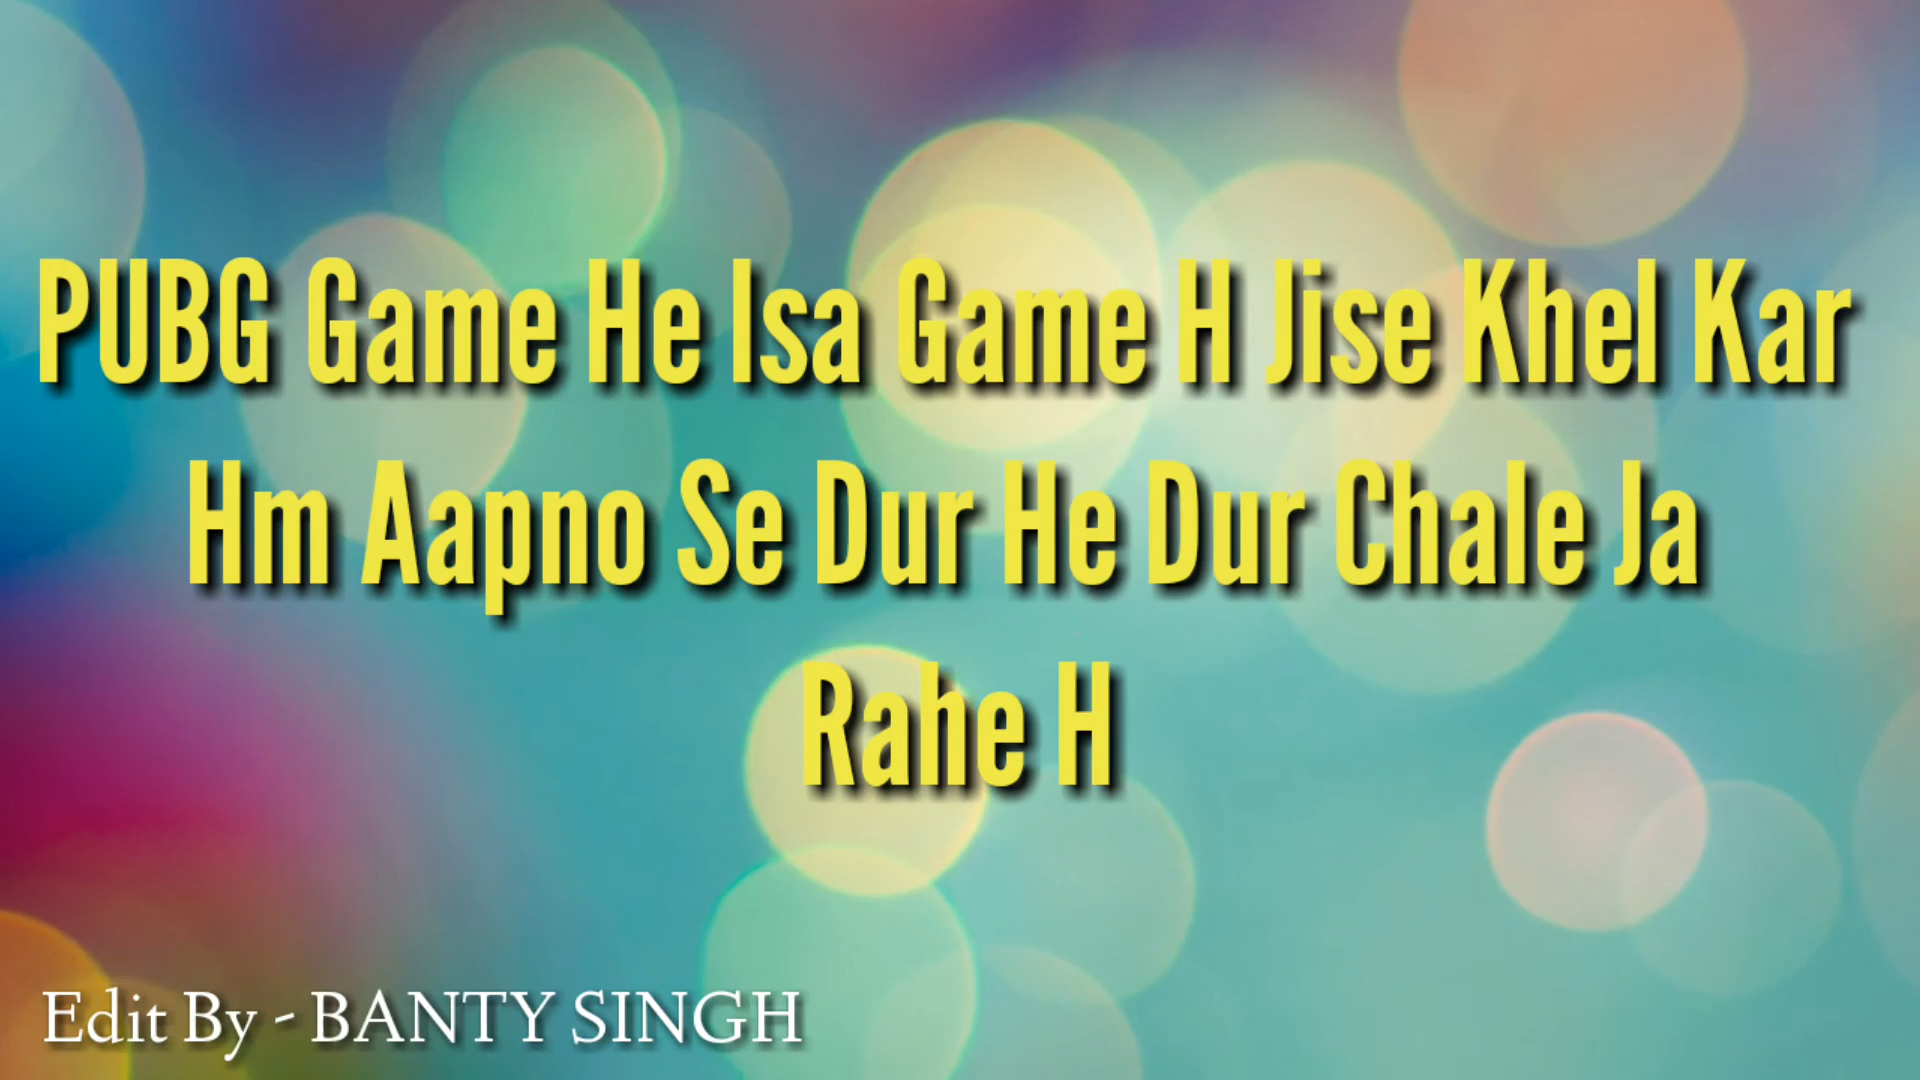 PUBG Game He Isa Game H Jise Khel Kar
Hm Aapno Se Dur He Dur Chale Ja
Rahe H
Edit By - BANTY SINGH